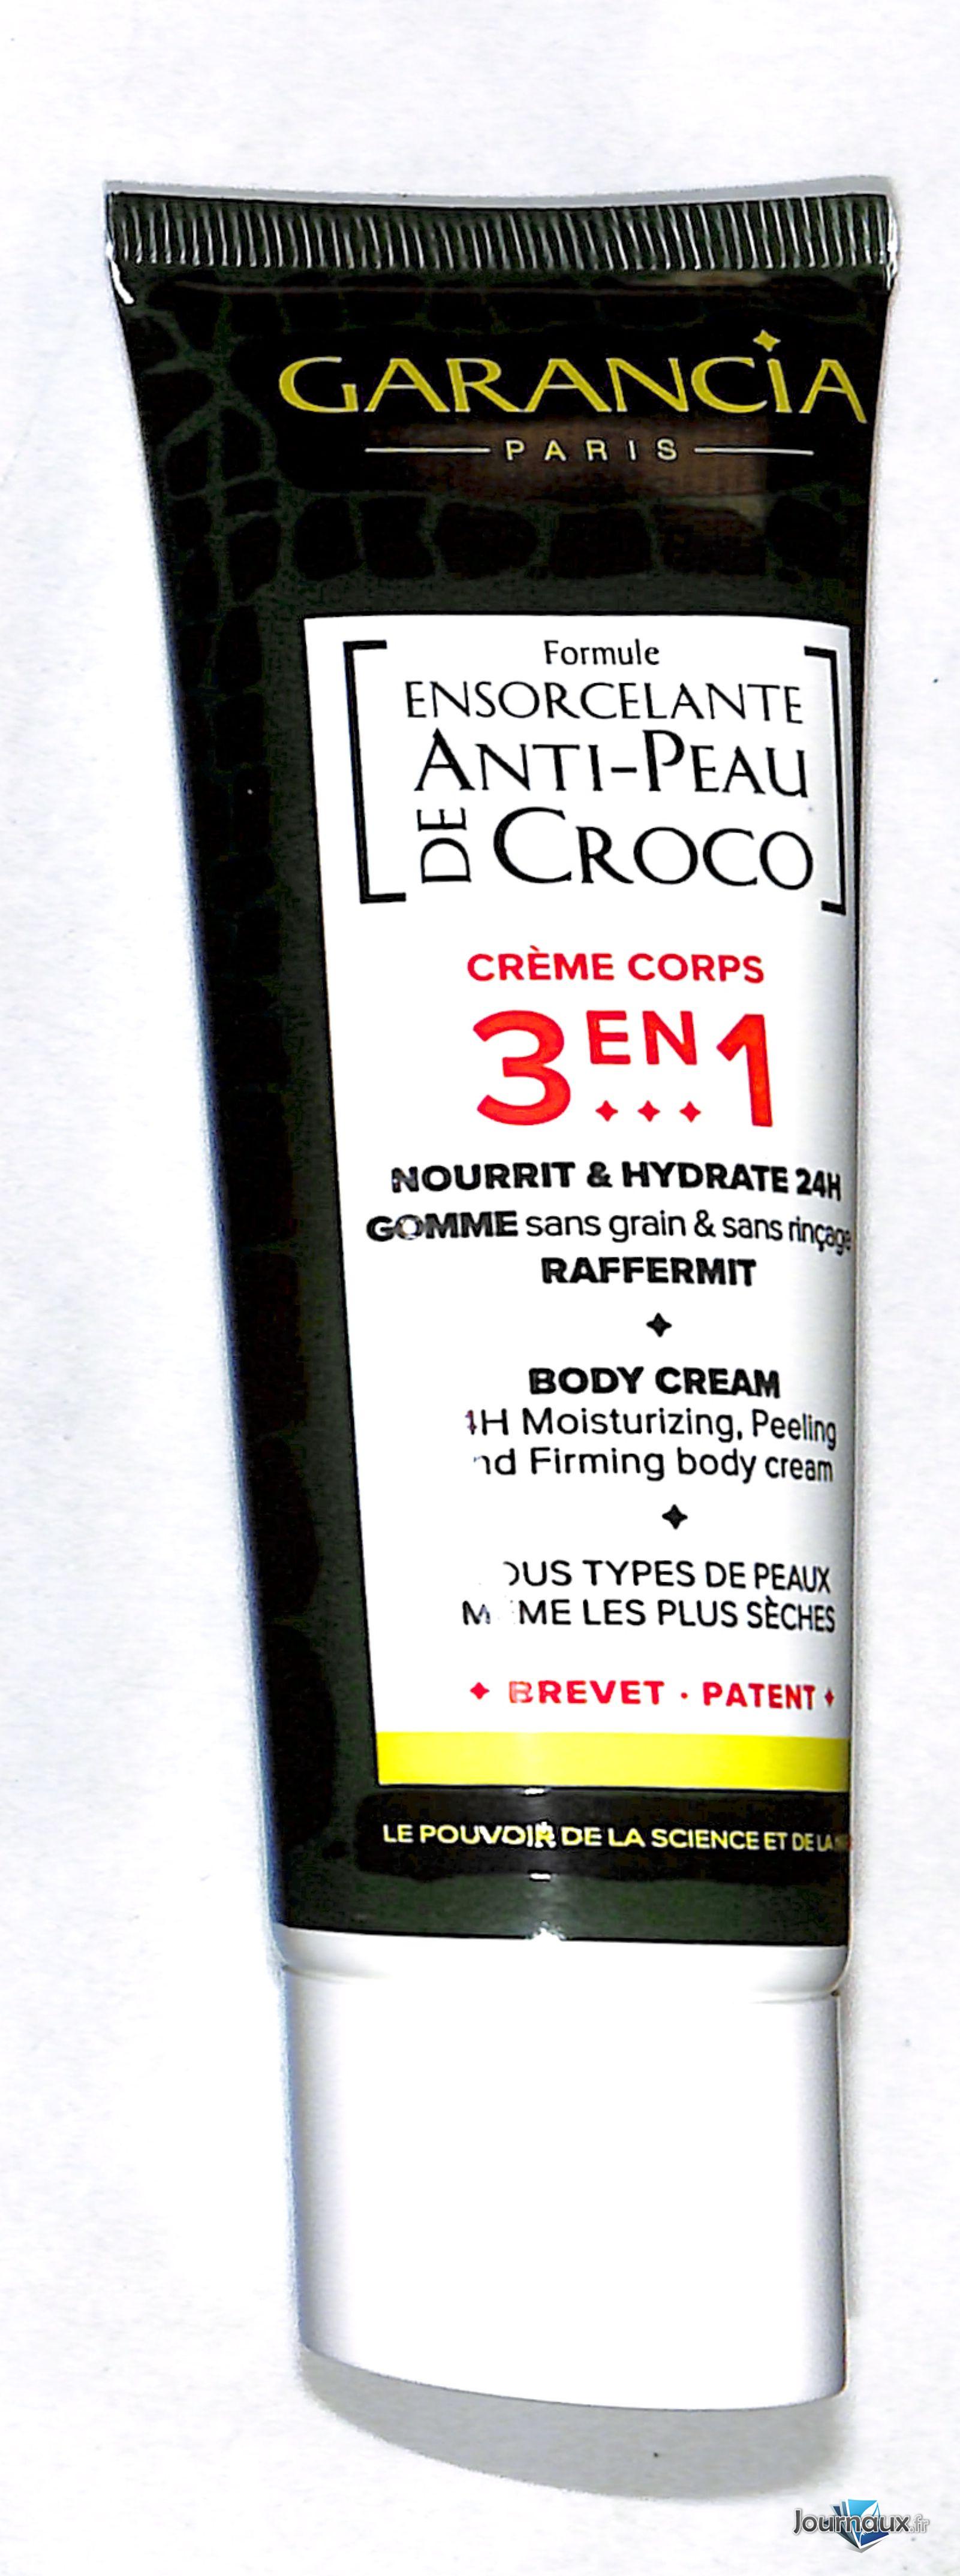 GARANCIA
PARIS
Formule
ENSORCELANTE
ANTI-PEAU
DE CROCO
CRÈME CORPS
3 EN 1
NOURRIT & HYDRATE 24H
GOMME sans grain & sans rinçage
RAFFERMIT
BODY CREAM
4H Moisturizing, Peeling
nd Firming body cream
OUS TYPES DE PEAUX
MÊME LES PLUS SÈCHES
BREVET · PATENT
LE POUVOIR DE LA SCIENCE ET DE LA
Journaux.fr